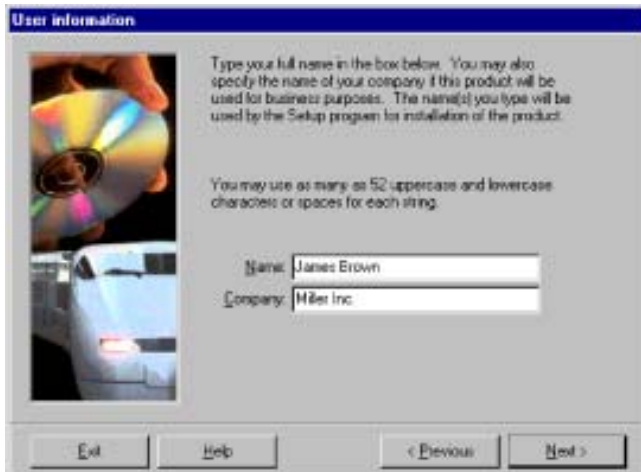 User information
Type your full name in the box below. You may also
specify the name of your company if this product will be
used for business purposes. The name(s) you type will be
used by the Setup program for installation of the product.
You may use as many as 52 uppercase and lowercase
characters or spaces for each string.
Name: James Brown
Company: Miller Inc.
Exit Help < Previous Next >